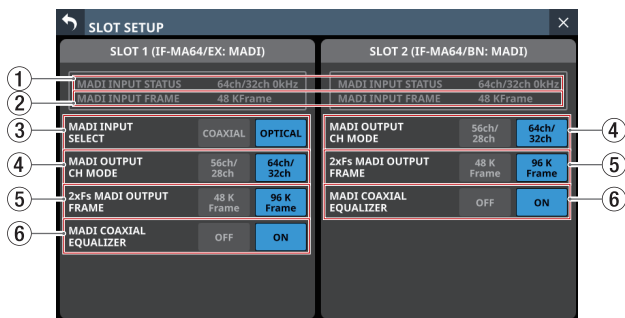 SLOT SETUP
SLOT 1 (IF-MA64/EX: MADI)
SLOT 2 (IF-MA64/BN: MADI)
① MADI INPUT STATUS 64ch/32ch 0kHz MADI INPUT STATUS 64ch/32ch 0kHz
② MADI INPUT FRAME 48 KFrame MADI INPUT FRAME 48 KFrame
③ MADI INPUT
SELECT
COAXIAL OPTICAL
④ MADI OUTPUT
CH MODE
56ch/
28ch
64ch/
32ch
⑤ 2xFs MADI OUTPUT
FRAME
48 K
Frame
96 K
Frame
⑥ MADI COAXIAL
EQUALIZER
OFF ON
MADI OUTPUT
CH MODE
56ch/
28ch
64ch/
32ch
④
2xFs MADI OUTPUT
FRAME
48 K
Frame
96 K
Frame
⑤
MADI COAXIAL
EQUALIZER
OFF ON
⑥